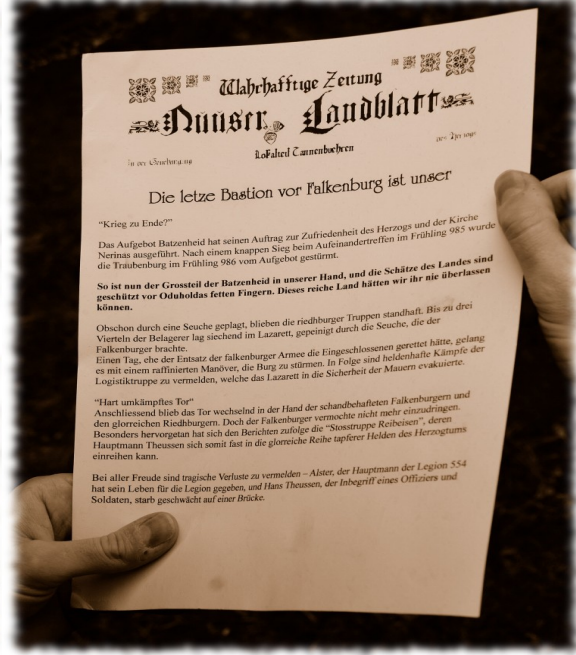 Wahrhafftige Zeitung
Nunser Landblatt
Lokalteil Tannenbuchen
Die letze Bastion vor Falkenburg ist unser
“Krieg zu Ende?”
Das Aufgebot Batzenheid hat seinen Auftrag zur Zufriedenheit des Herzogs und der Kirche
Nerinas ausgeführt. Nach einem knappen Sieg beim Aufeinandertreffen im Frühling 985 wurde
die Traubenburg im Frühling 986 vom Aufgebot gestürmt.
So ist nun der Grossteil der Batzenheid in unserer Hand, und die Schätze des Landes sind
geschützt vor Oduholdas fetten Fingern. Dieses reiche Land hätten wir ihr nie überlassen
können.
Obschon durch eine Seuche geplagt, blieben die riedhburger Truppen standhaft. Bis zu drei
Vierteln der Belagerer lag siechend im Lazarett, gepeinigt durch die Seuche, die der
Falkenburger brachte.
Einen Tag, ehe der Entsatz der falkenburger Armee die Eingeschlossenen gerettet hätte, gelang
es mit einem raffinierten Manöver, die Burg zu stürmen. In Folge sind heldenhafte Kämpfe der
Logistiktruppe zu vermelden, welche das Lazarett in die Sicherheit der Mauern evakuierte.
“Hart umkämpftes Tor”
Anschliessend blieb das Tor wechselnd in der Hand der schandbehafteten Falkenburgern und
den glorreichen Riedhburgern. Doch der Falkenburger vermochte nicht mehr einzudringen.
Besonders hervorgetan hat sich den Berichten zufolge die “Stosstruppe Reibeisen”, deren
Hauptmann Theussen sich somit fast in die glorreiche Reihe tapferer Helden des Herzogtums
einreihen kann.
Bei aller Freude sind tragische Verluste zu vermelden – Alster, der Hauptmann der Legion 554
hat sein Leben für die Legion gegeben, und Hans Theussen, der Inbegriff eines Offiziers und
Soldaten, starb geschwächt auf einer Brücke.